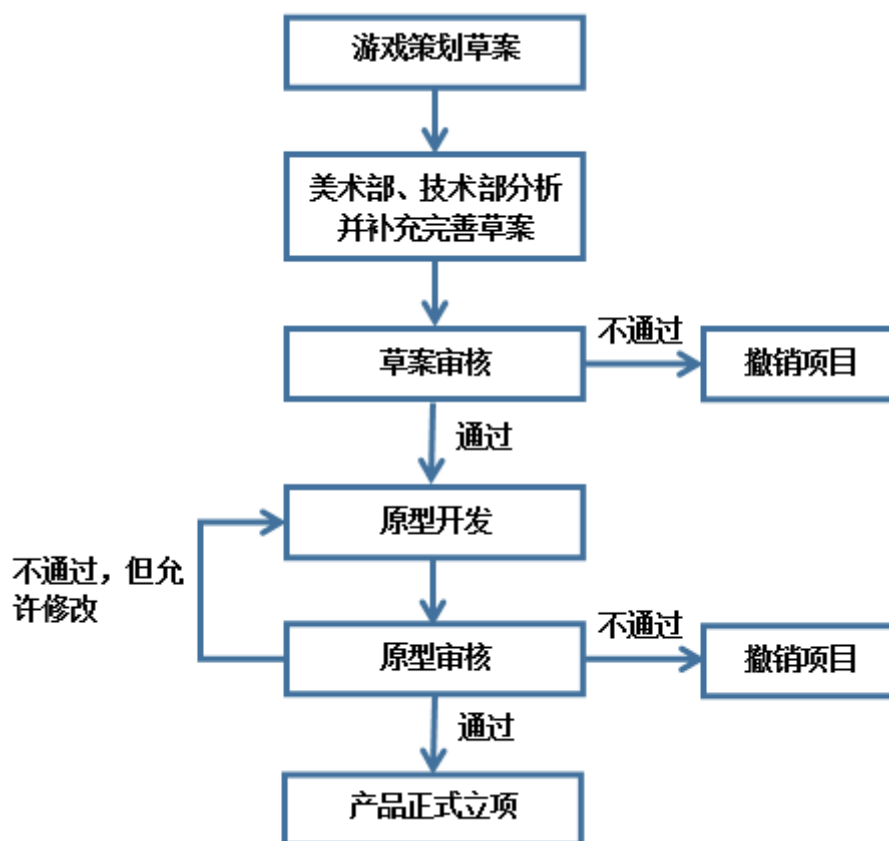 游戏策划草案
美术部、技术部分析
并补充完善草案
不通过
草案审核
撤销项目
通过
原型开发
不通过，但允
许修改
不通过
原型审核
撤销项目
通过
产品正式立项